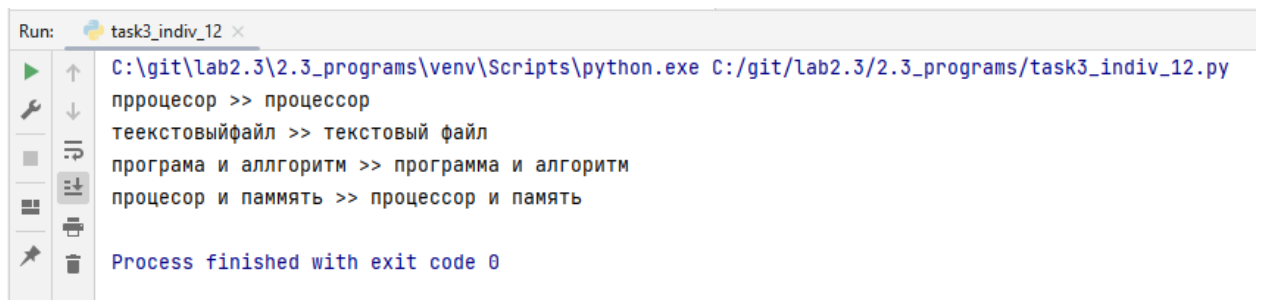 Run: task3_indiv_12
C:\git\lab2.3\2.3_programs\venv\Scripts\python.exe C:/git/lab2.3/2.3_programs/task3_indiv_12.py
прроцесор >> процессор
теекстовыйфайл >> текстовый файл
програма и аллгоритм >> программа и алгоритм
процесор и паммять >> процессор и память
Process finished with exit code 0